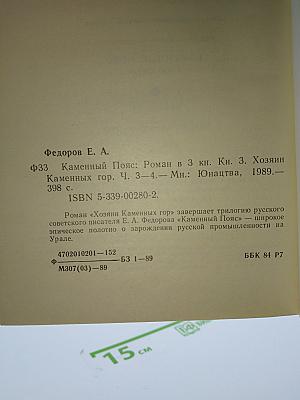 Федоров Е. А.
Ф33 Каменный Пояс: Роман в 3 кн. Кн. 3. Хозяин
Каменных гор. Ч. 3—4.— Мн.: Юнацтва, 1989.—
398 с.
ISBN 5-339-00280-2.
Роман «Хозяин Каменных гор» завершает трилогию русского
советского писателя Е. А. Федорова «Каменный Пояс» — широкое
эпическое полотно о зарождении русской промышленности на
Урале.
4702010201—152
Ф БЗ 1—89 ББК 84 Р7
М307(03)—89
15 см